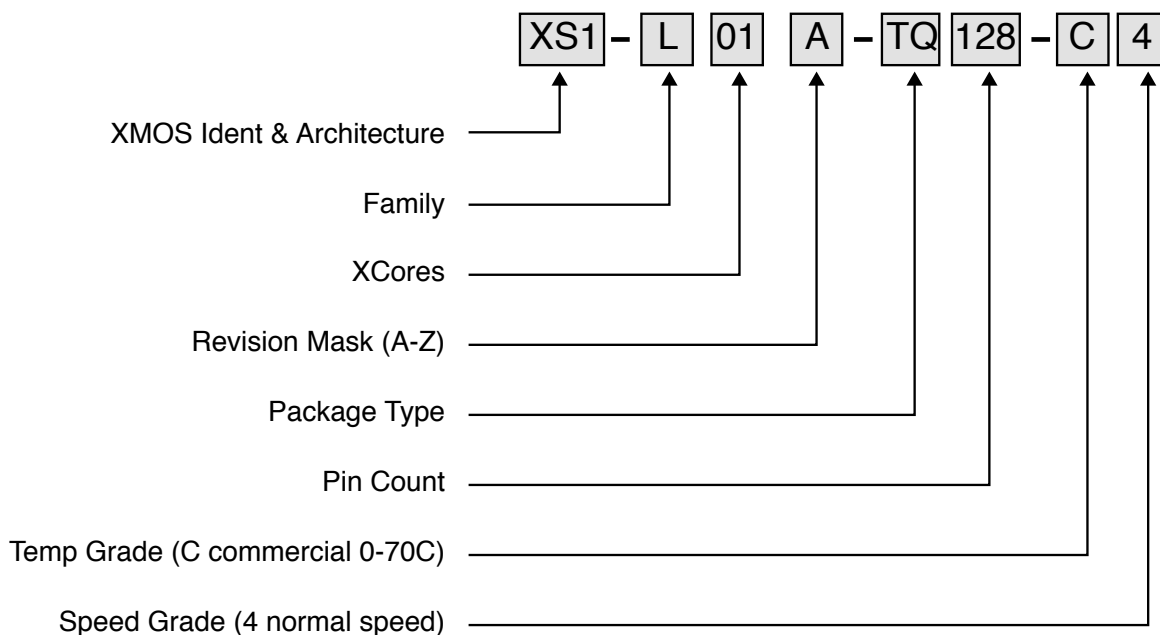 XS1 - L 01 A - TQ 128 - C 4
XMOS Ident & Architecture
Family
XCores
Revision Mask (A-Z)
Package Type
Pin Count
Temp Grade (C commercial 0-70C)
Speed Grade (4 normal speed)